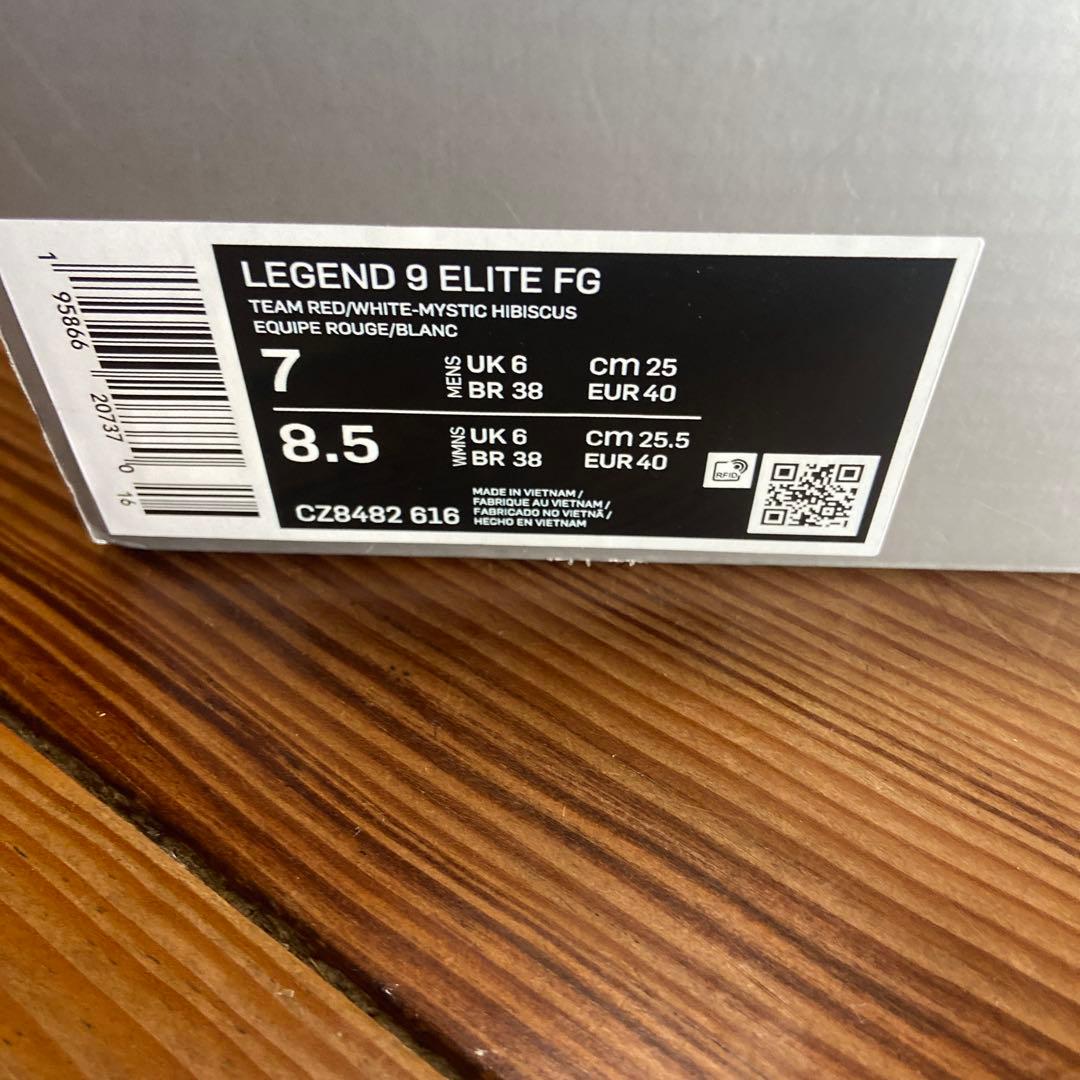 LEGEND 9 ELITE FG
TEAM RED/WHITE-MYSTIC HIBISCUS
EQUIPE ROUGE/BLANC
7 MENS UK 6 cm 25
BR 38 EUR 40
8.5 WMNS UK 6 cm 25.5
BR 38 EUR 40
RFID
CZ8482 616
MADE IN VIETNAM /
FABRIQUE AU VIETNAM /
FABRICADO NO VIETNÃ /
HECHO EN VIETNAM
1 95866 20737 0 16